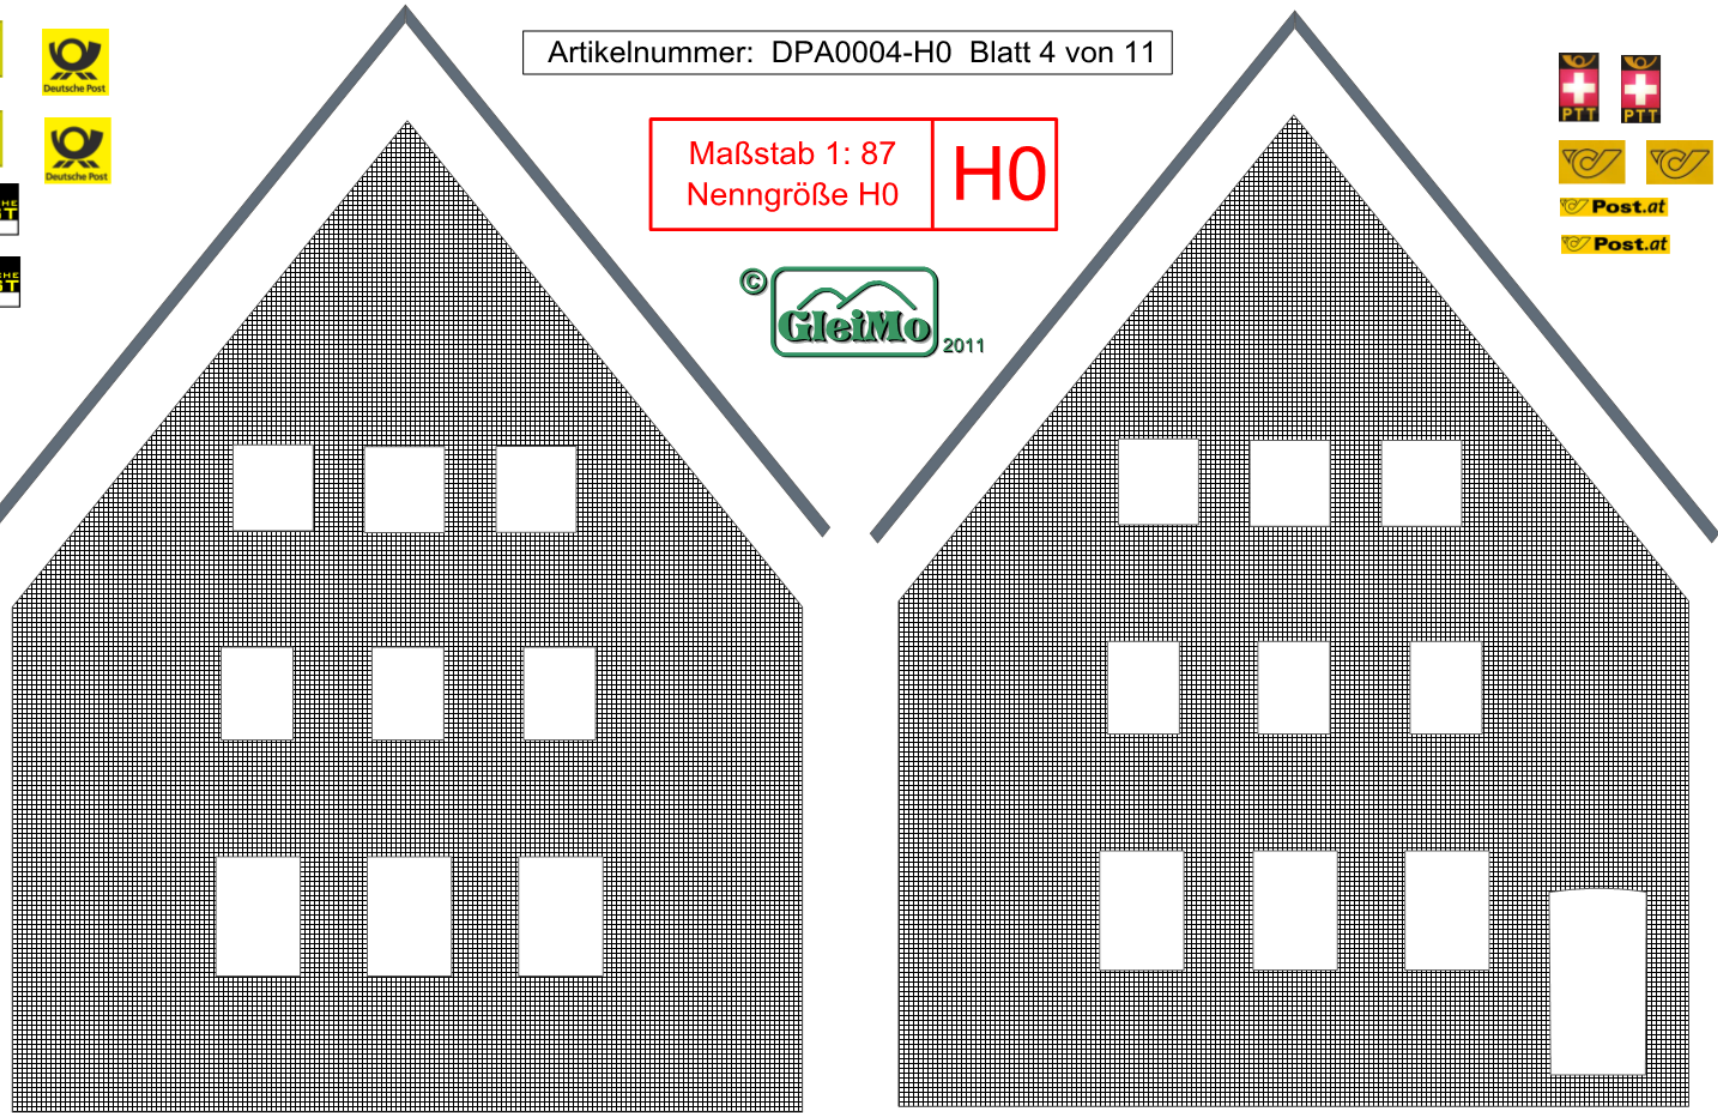 Artikelnummer: DPA0004-H0 Blatt 4 von 11
Deutsche Post
Deutsche Post
Maßstab 1: 87
Nenngröße H0
H0
© GleiMo 2011
PTT
PTT
Post.at
Post.at